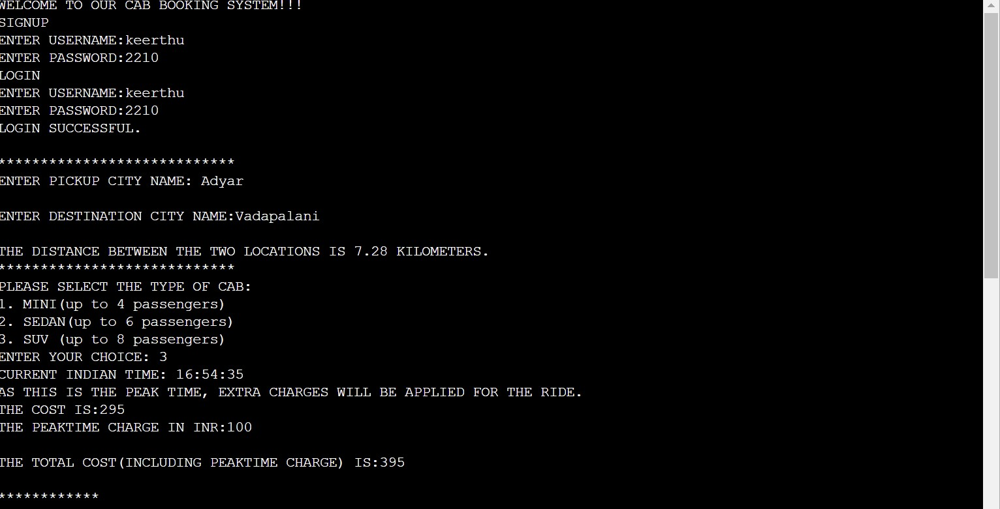 WELCOME TO OUR CAB BOOKING SYSTEM!!!
SIGNUP
ENTER USERNAME:keerthu
ENTER PASSWORD:2210
LOGIN
ENTER USERNAME:keerthu
ENTER PASSWORD:2210
LOGIN SUCCESSFUL.
****************************
ENTER PICKUP CITY NAME: Adyar
ENTER DESTINATION CITY NAME:Vadapalani
THE DISTANCE BETWEEN THE TWO LOCATIONS IS 7.28 KILOMETERS.
****************************
PLEASE SELECT THE TYPE OF CAB:
1. MINI(up to 4 passengers)
2. SEDAN(up to 6 passengers)
3. SUV (up to 8 passengers)
ENTER YOUR CHOICE: 3
CURRENT INDIAN TIME: 16:54:35
AS THIS IS THE PEAK TIME, EXTRA CHARGES WILL BE APPLIED FOR THE RIDE.
THE COST IS:295
THE PEAKTIME CHARGE IN INR:100
THE TOTAL COST(INCLUDING PEAKTIME CHARGE) IS:395
************